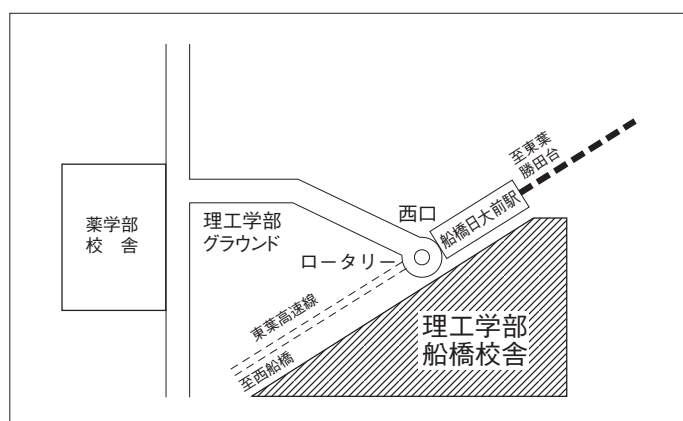 至東葉
勝田台
船橋日大前駅
西口
薬学部
校　舎
理工学部
グラウンド
ロータリー
東葉高速線
至西船橋
理工学部
船橋校舎